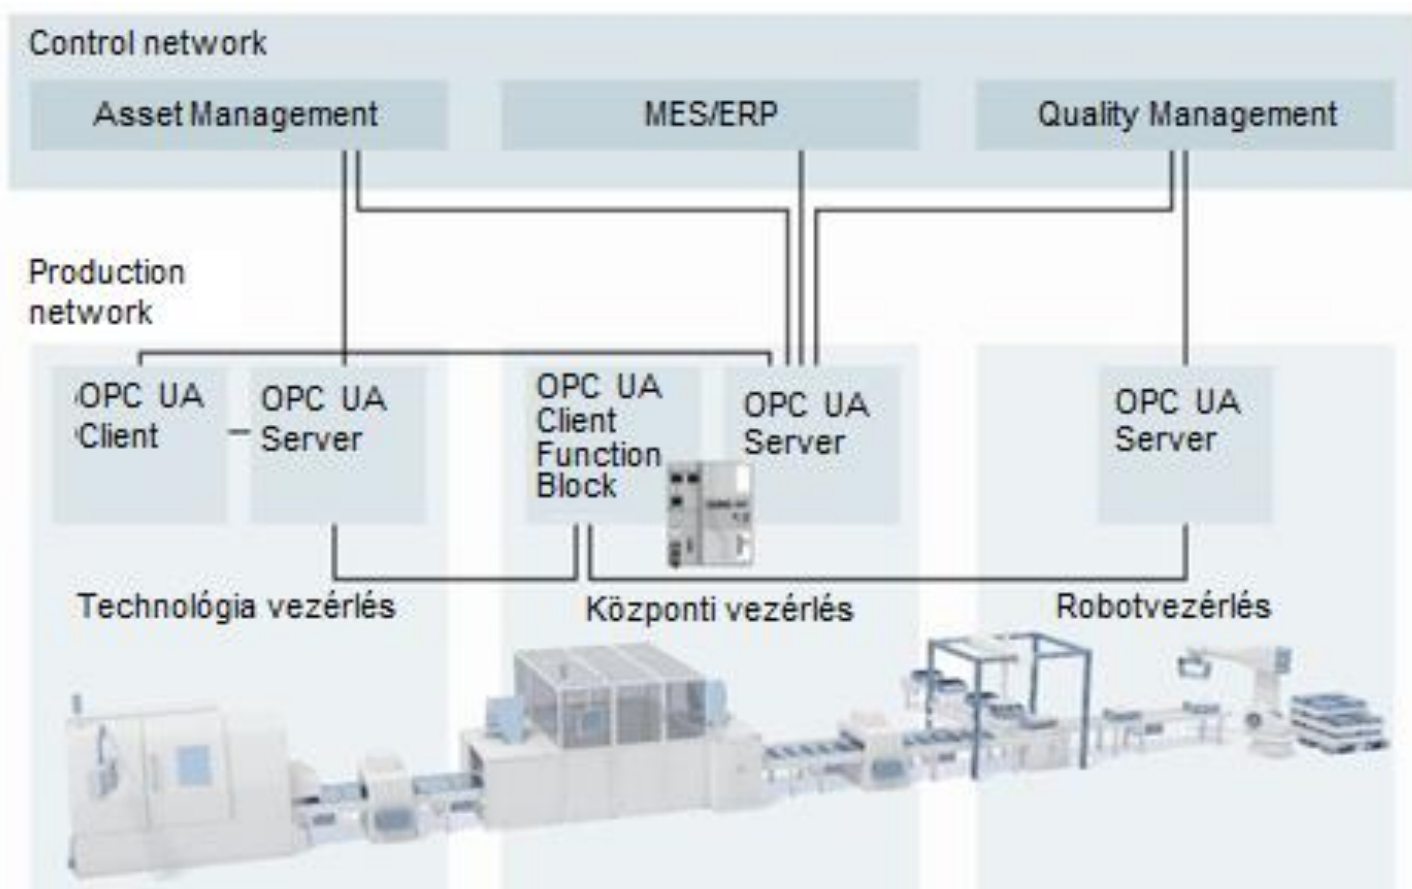 Control network
Asset Management
MES/ERP
Quality Management
Production
network
OPC UA
Client
OPC UA
Server
OPC UA
Client
Function
Block
OPC UA
Server
OPC UA
Server
Technológia vezérlés
Központi vezérlés
Robotvezérlés